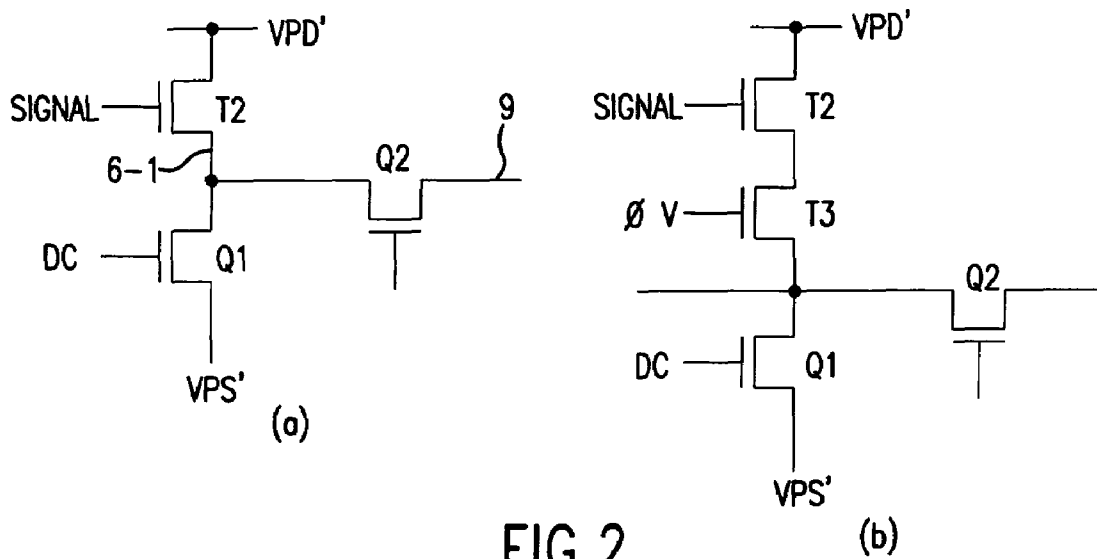 VPD'
SIGNAL
T2
6-1
Q2
9
DC
Q1
VPS'
(a)
VPD'
SIGNAL
T2
Ø V
T3
Q2
DC
Q1
VPS'
(b)
FIG.2